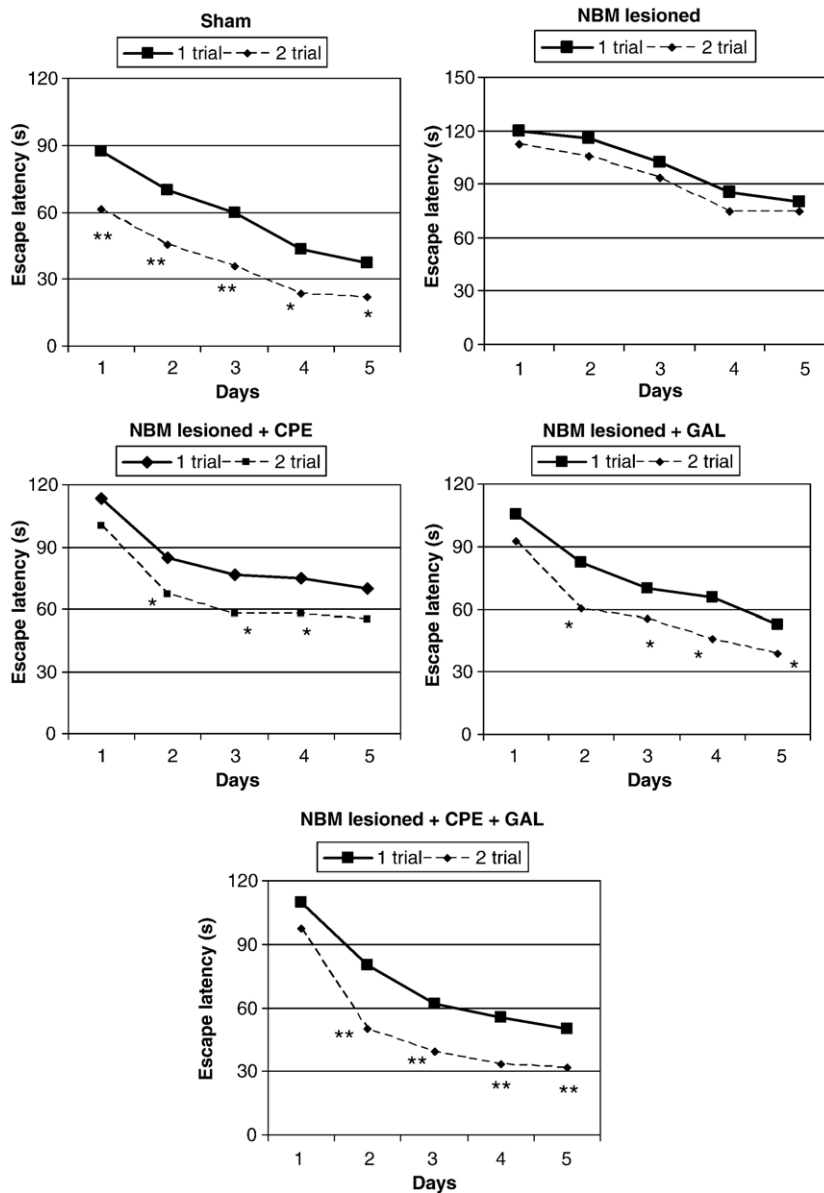 Sham
1 trial 2 trial
120
90
60
30
0
Escape latency (s)
** ** ** * *
1 2 3 4 5
Days
NBM lesioned
1 trial 2 trial
150
120
90
60
30
0
Escape latency (s)
1 2 3 4 5
Days
NBM lesioned + CPE
1 trial 2 trial
120
90
60
30
0
Escape latency (s)
* * *
1 2 3 4 5
Days
NBM lesioned + GAL
1 trial 2 trial
120
90
60
30
0
Escape latency (s)
* * * *
1 2 3 4 5
Days
NBM lesioned + CPE + GAL
1 trial 2 trial
120
90
60
30
0
Escape latency (s)
** ** ** **
1 2 3 4 5
Days